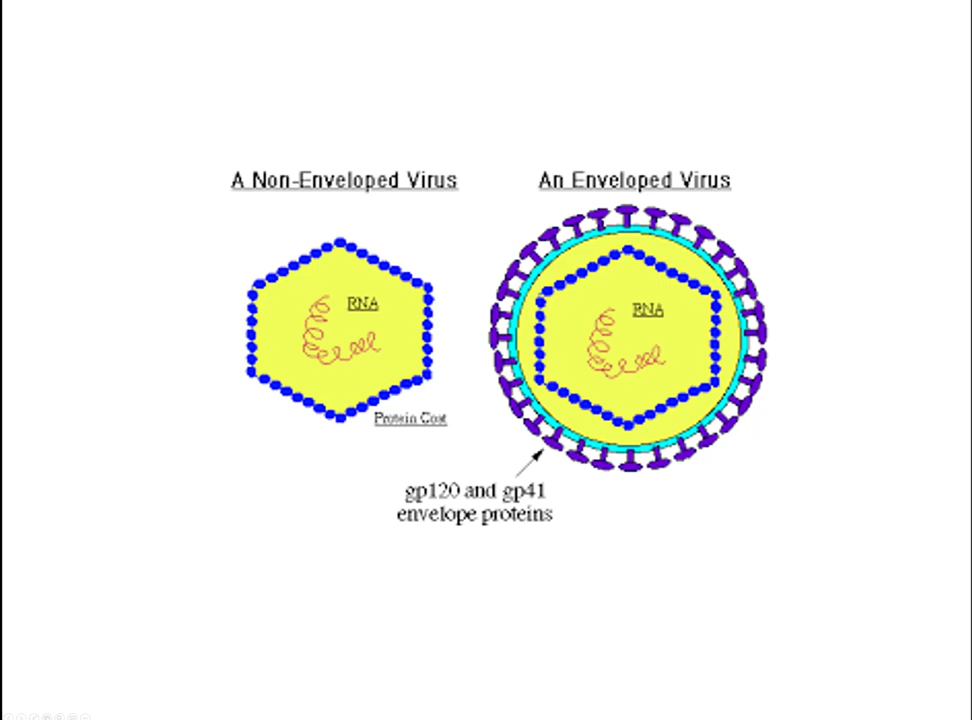 A Non-Enveloped Virus
An Enveloped Virus
RNA
RNA
Protein Coat
gp120 and gp41
envelope proteins